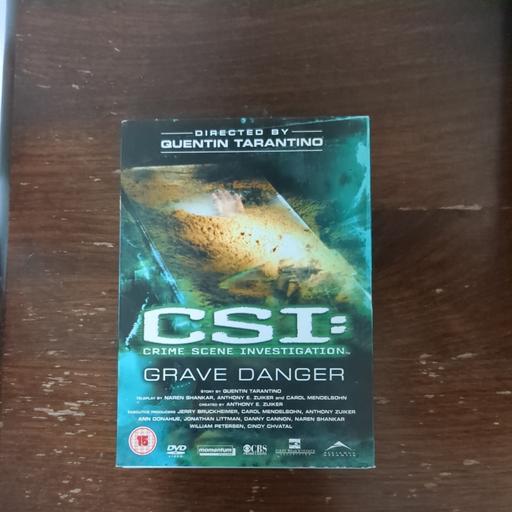 DIRECTED BY
QUENTIN TARANTINO
CSI:
CRIME SCENE INVESTIGATION
GRAVE DANGER
STORY BY QUENTIN TARANTINO
TELEPLAY BY NAREN SHANKAR, ANTHONY E. ZUIKER AND CAROL MENDELSOHN
CREATED BY ANTHONY E. ZUIKER
EXECUTIVE PRODUCERS JERRY BRUCKHEIMER, CAROL MENDELSOHN, ANTHONY ZUIKER
ANN DONAHUE, JONATHAN LITTMAN, DANNY CANNON, NAREN SHANKAR
WILLIAM PETERSEN, CINDY CHVATAL
15 DVD VIDEO momentum CBS